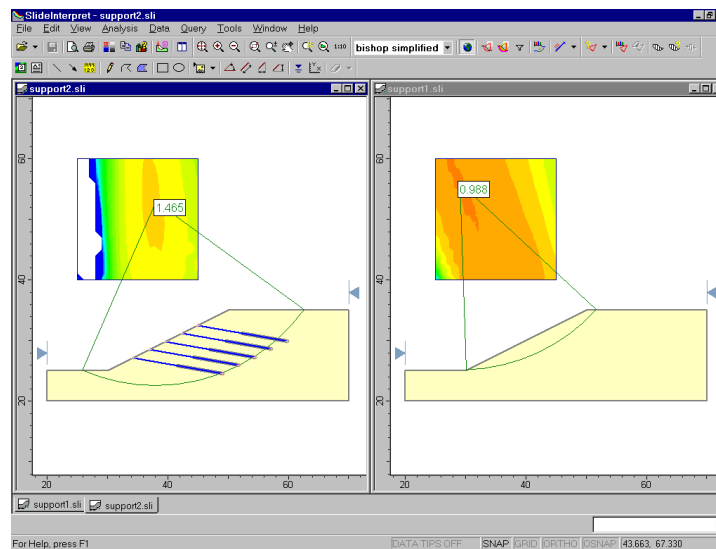 SlideInterpret - support2.sli
File Edit View Analysis Data Query Tools Window Help
1:10 bishop simplified
support2.sli
support1.sli
60
60
1.465
0.988
40
40
20
20
20 40 60
20 40 60
support1.sli support2.sli
For Help, press F1 DATA TIPS OFF SNAP GRID ORTHO OSNAP 43.663, 67.330